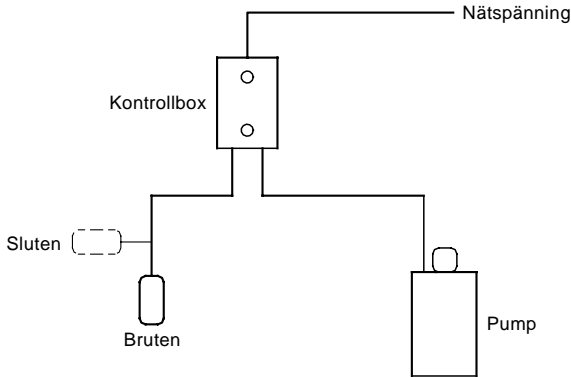 Nätspänning
Kontrollbox
Sluten
Bruten
Pump